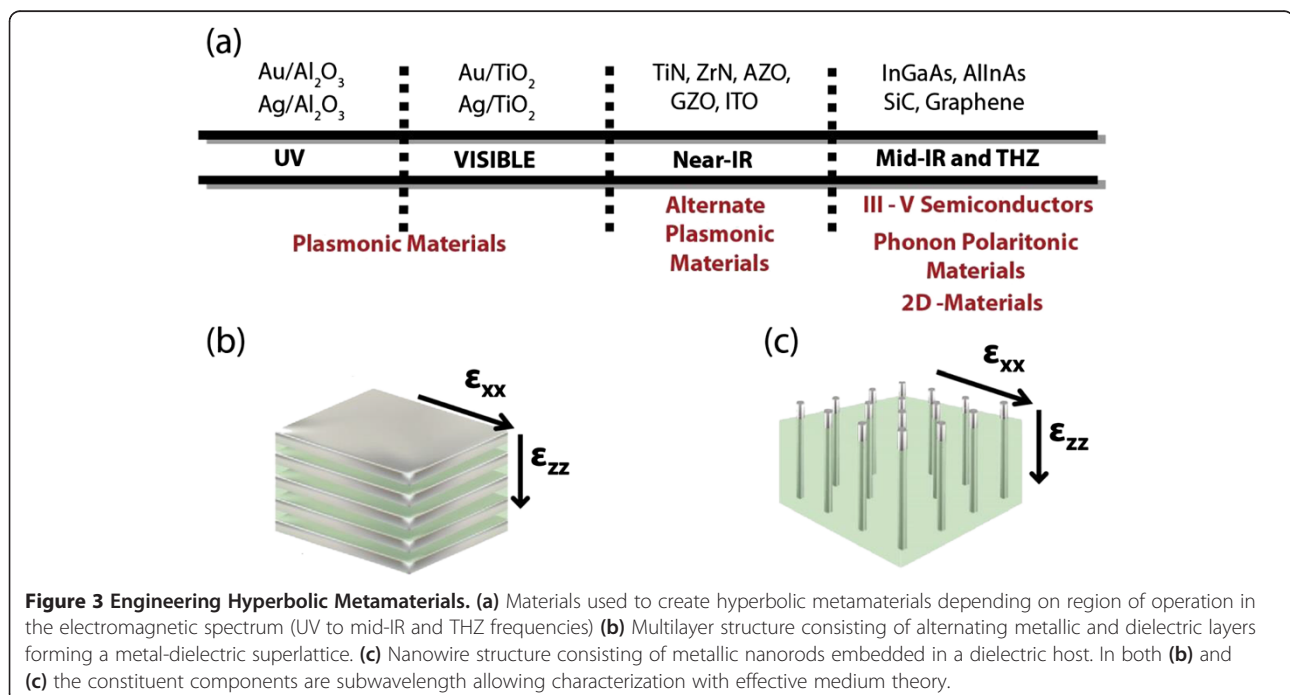 (a)
Au/Al₂O₃ Au/TiO₂ TiN, ZrN, AZO, InGaAs, AlInAs
Ag/Al₂O₃ Ag/TiO₂ GZO, ITO SiC, Graphene
UV VISIBLE Near-IR Mid-IR and THZ
Plasmonic Materials
Alternate
Plasmonic
Materials
III - V Semiconductors
Phonon Polaritonic
Materials
2D -Materials
(b)
εxx
εzz
(c)
εxx
εzz
Figure 3 Engineering Hyperbolic Metamaterials. (a) Materials used to create hyperbolic metamaterials depending on region of operation in
the electromagnetic spectrum (UV to mid-IR and THZ frequencies) (b) Multilayer structure consisting of alternating metallic and dielectric layers
forming a metal-dielectric superlattice. (c) Nanowire structure consisting of metallic nanorods embedded in a dielectric host. In both (b) and
(c) the constituent components are subwavelength allowing characterization with effective medium theory.